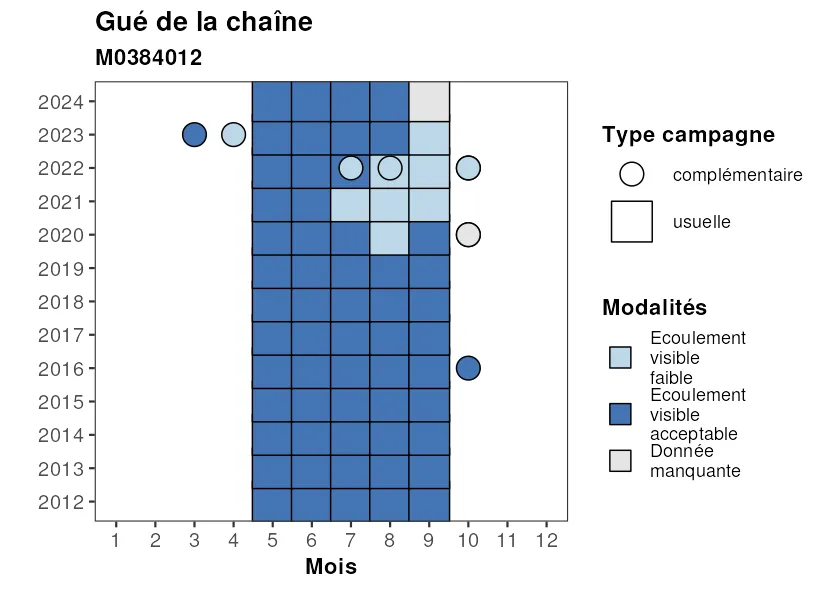 Gué de la chaîne
M0384012
2024
2023
2022
2021
2020
2019
2018
2017
2016
2015
2014
2013
2012
1 2 3 4 5 6 7 8 9 10 11 12
Mois
Type campagne
complémentaire
usuelle
Modalités
Ecoulement
visible
faible
Ecoulement
visible
acceptable
Donnée
manquante